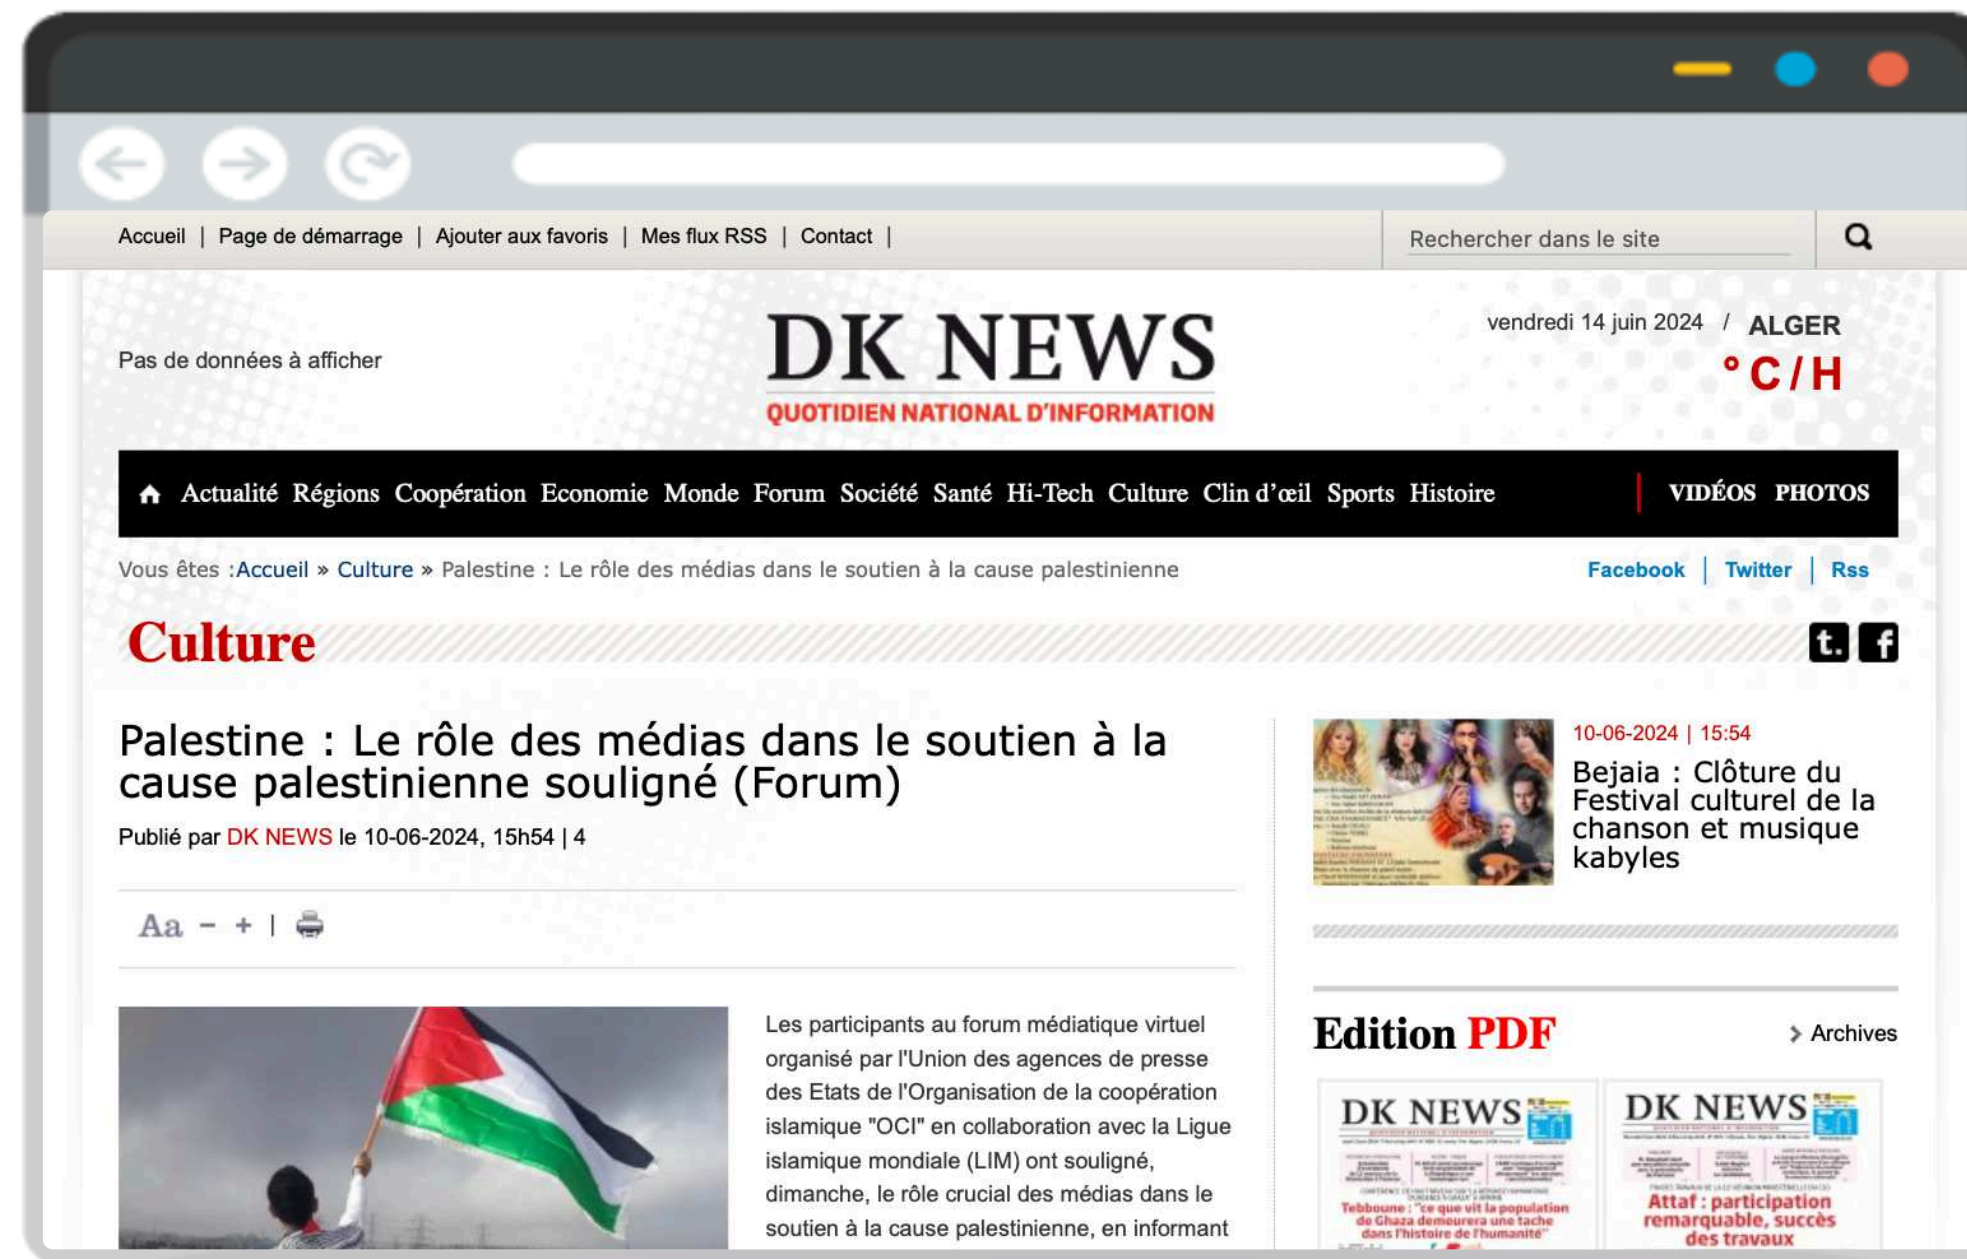 Accueil | Page de démarrage | Ajouter aux favoris | Mes flux RSS | Contact |
Rechercher dans le site
Pas de données à afficher
DK NEWS
QUOTIDIEN NATIONAL D'INFORMATION
vendredi 14 juin 2024 / ALGER
° C / H
Actualité Régions Coopération Economie Monde Forum Société Santé Hi-Tech Culture Clin d'œil Sports Histoire
VIDÉOS PHOTOS
Vous êtes :Accueil » Culture » Palestine : Le rôle des médias dans le soutien à la cause palestinienne
Facebook | Twitter | Rss
Culture
t. f
Palestine : Le rôle des médias dans le soutien à la
cause palestinienne souligné (Forum)
Publié par DK NEWS le 10-06-2024, 15h54 | 4
Aa - + |
Les participants au forum médiatique virtuel
organisé par l'Union des agences de presse
des Etats de l'Organisation de la coopération
islamique "OCI" en collaboration avec la Ligue
islamique mondiale (LIM) ont souligné,
dimanche, le rôle crucial des médias dans le
soutien à la cause palestinienne, en informant
10-06-2024 | 15:54
Bejaia : Clôture du
Festival culturel de la
chanson et musique
kabyles
Edition PDF
Archives
DK NEWS
Tebboune : "ce que vit la population
de Ghaza demeurera une tache
dans l'histoire de l'humanité"
DK NEWS
Attaf : participation
remarquable, succès
des travaux